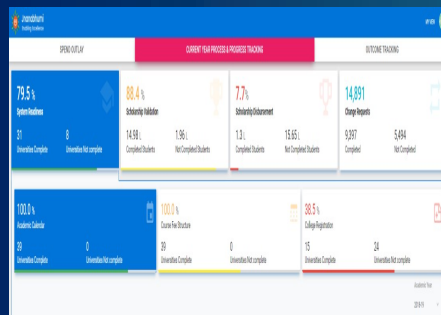 Jnanabhumi
Enabling Excellence
MY VIEW
SPEND OUTLAY
CURRENT YEAR PROCESS & PROGRESS TRACKING
OUTCOME TRACKING
79.5 %
System Readiness
31
8
Universities Complete
Universities Not complete
88.4 %
Scholarship Validation
14.98 L
1.96 L
Completed Students
Not Completed Students
7.7%
Scholarship Disbursement
1.3 L
15.65 L
Completed Students
Not Completed Students
14,891
Change Requests
9,397
5,494
Completed
Not Completed
100.0 %
Academic Calendar
39
0
Universities Complete
Universities Not complete
100.0 %
Course Fee Structure
39
0
Universities Complete
Universities Not complete
38.5 %
College Registration
15
24
Universities Complete
Universities Not complete
Academic Year
2018-19